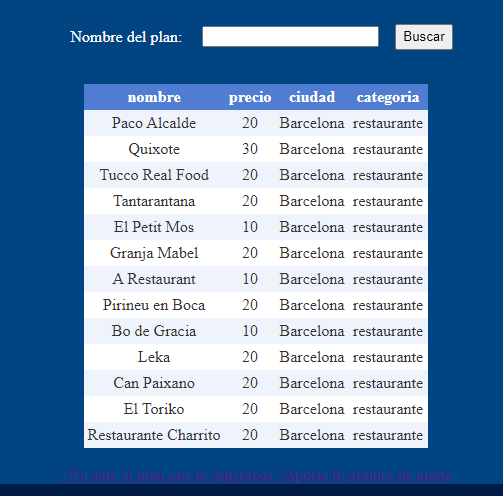 Nombre del plan: Buscar
nombre precio ciudad categoria
Paco Alcalde 20 Barcelona restaurante
Quixote 30 Barcelona restaurante
Tucco Real Food 20 Barcelona restaurante
Tantarantana 20 Barcelona restaurante
El Petit Mos 10 Barcelona restaurante
Granja Mabel 20 Barcelona restaurante
A Restaurant 10 Barcelona restaurante
Pirineu en Boca 20 Barcelona restaurante
Bo de Gracia 10 Barcelona restaurante
Leka 20 Barcelona restaurante
Can Paixano 20 Barcelona restaurante
El Toriko 20 Barcelona restaurante
Restaurante Charrito 20 Barcelona restaurante
el plan que te esperabas? Aporta tu granito de arena